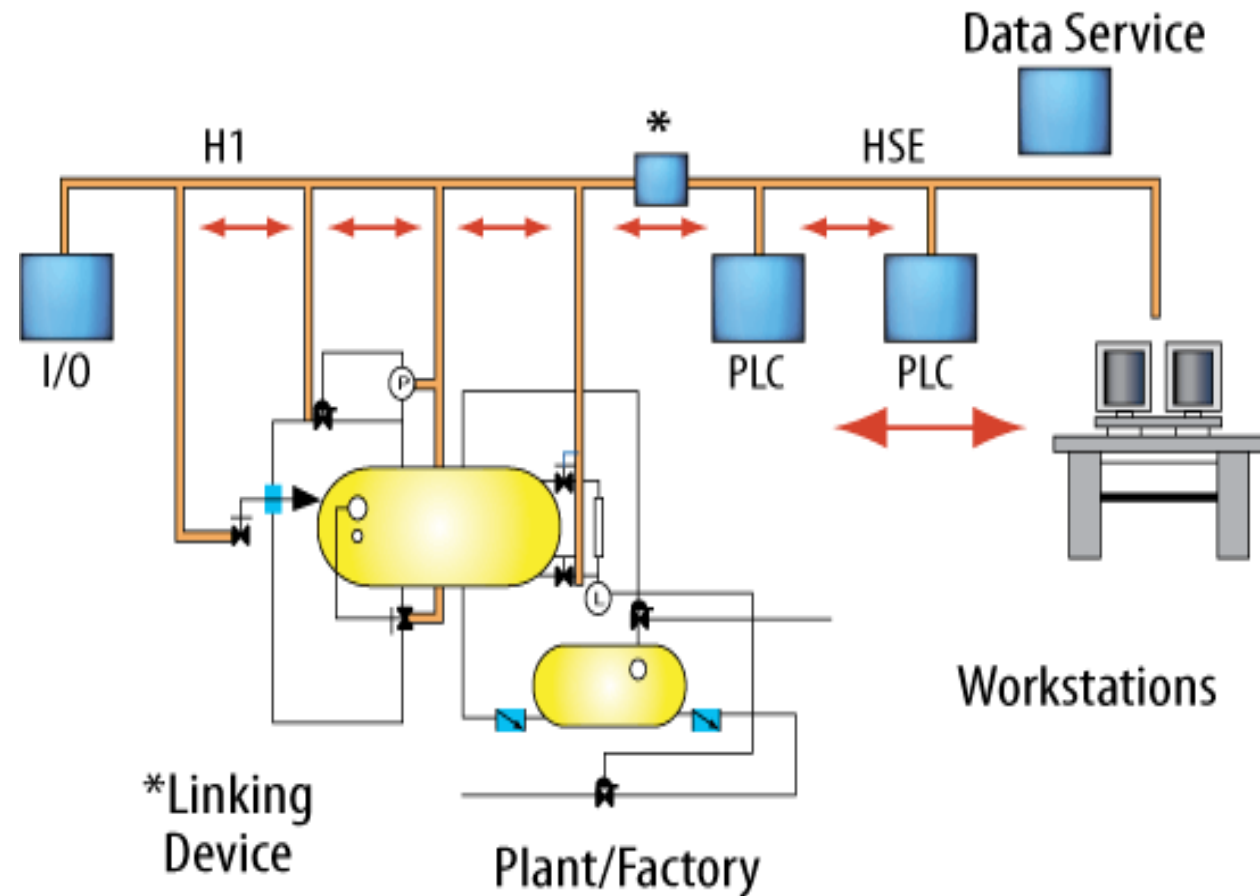 Data Service
*
H1
HSE
I/O
PLC
PLC
P
L
Workstations
*Linking
Device
Plant/Factory